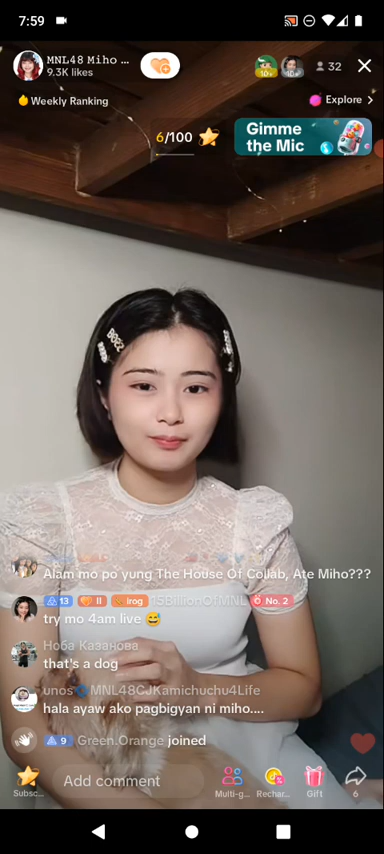 7:59
MNL48 Miho ...
9.3K likes
10+
32
Weekly Ranking
Explore
6/100
Gimme
the Mic
Alam mo po yung The House Of Collab, Ate Miho???
13 II irog 5BillionOfMNL No. 2
try mo 4am live 😅
Ноба Казанова
that's a dog
unos MNL48CJKamichuchu4Life
hala ayaw ako pagbigyan ni miho....
9 Green.Orange joined
Add comment
Subsc... Multi-g... Rechar... Gift 6